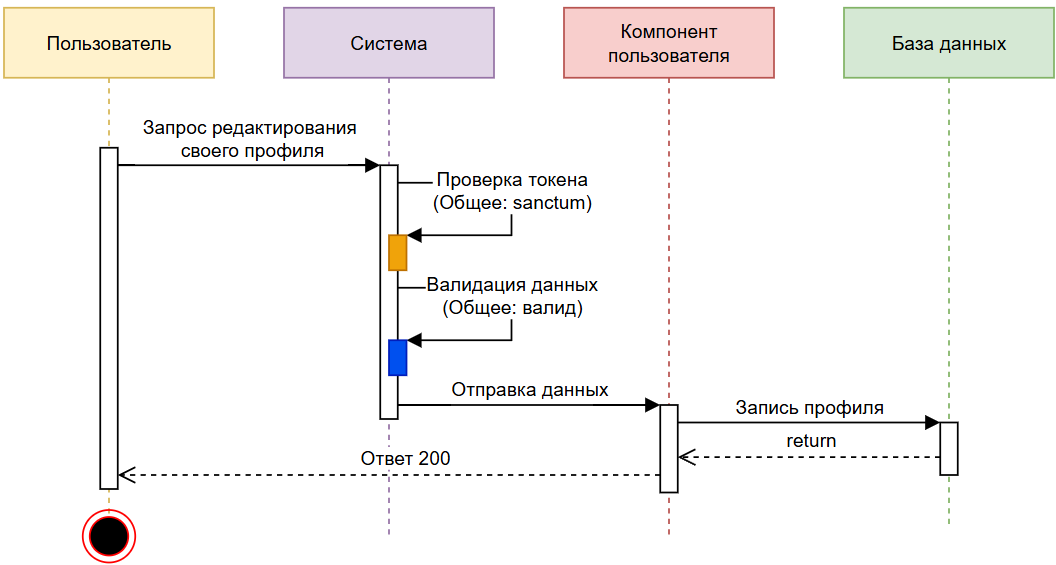 Пользователь
Система
Компонент
пользователя
База данных
Запрос редактирования
своего профиля
Проверка токена
(Общее: sanctum)
Валидация данных
(Общее: валид)
Отправка данных
Запись профиля
return
Ответ 200